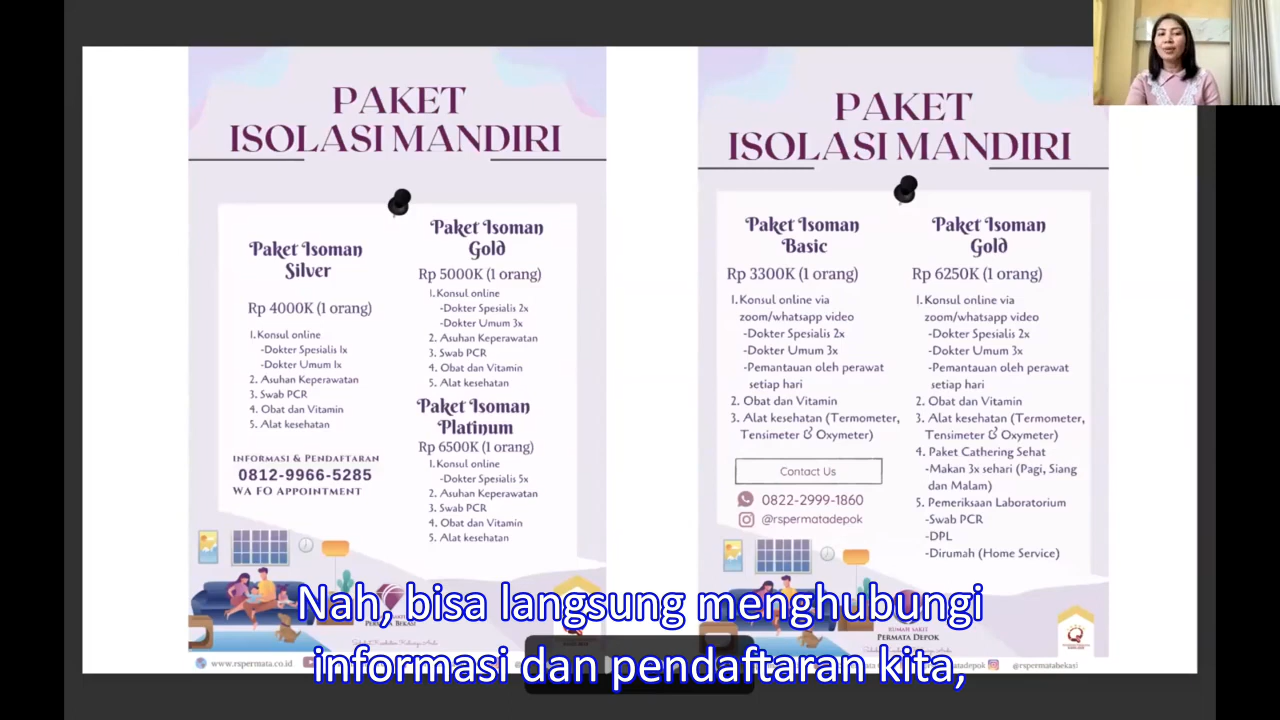 PAKET
ISOLASI MANDIRI
Paket Isoman
Silver
Rp 4000K (1 orang)
1. Konsul online
-Dokter Spesialis 1x
-Dokter Umum 1x
2. Asuhan Keperawatan
3. Swab PCR
4. Obat dan Vitamin
5. Alat kesehatan
INFORMASI & PENDAFTARAN
0812-9966-5285
WA FO APPOINTMENT
Paket Isoman
Gold
Rp 5000K (1 orang)
1. Konsul online
-Dokter Spesialis 2x
-Dokter Umum 3x
2. Asuhan Keperawatan
3. Swab PCR
4. Obat dan Vitamin
5. Alat kesehatan
Paket Isoman
Platinum
Rp 6500K (1 orang)
1. Konsul online
-Dokter Spesialis 5x
2. Asuhan Keperawatan
3. Swab PCR
4. Obat dan Vitamin
5. Alat kesehatan
www.rspermata.co.id
PAKET
ISOLASI MANDIRI
Paket Isoman
Basic
Rp 3300K (1 orang)
1. Konsul online via
zoom/whatsapp video
-Dokter Spesialis 2x
-Dokter Umum 3x
-Pemantauan oleh perawat
setiap hari
2. Obat dan Vitamin
3. Alat kesehatan (Termometer,
Tensimeter & Oxymeter)
Contact Us
0822-2999-1860
@rspermatadepok
Paket Isoman
Gold
Rp 6250K (1 orang)
1. Konsul online via
zoom/whatsapp video
-Dokter Spesialis 2x
-Dokter Umum 3x
-Pemantauan oleh perawat
setiap hari
2. Obat dan Vitamin
3. Alat kesehatan (Termometer,
Tensimeter & Oxymeter)
4. Paket Cathering Sehat
-Makan 3x sehari (Pagi, Siang
dan Malam)
5. Pemeriksaan Laboratorium
-Swab PCR
-DPL
-Dirumah (Home Service)
RUMAH SAKIT
PERMATA DEPOK
@rspermatabekasi
Nah, bisa langsung menghubungi
informasi dan pendaftaran kita,